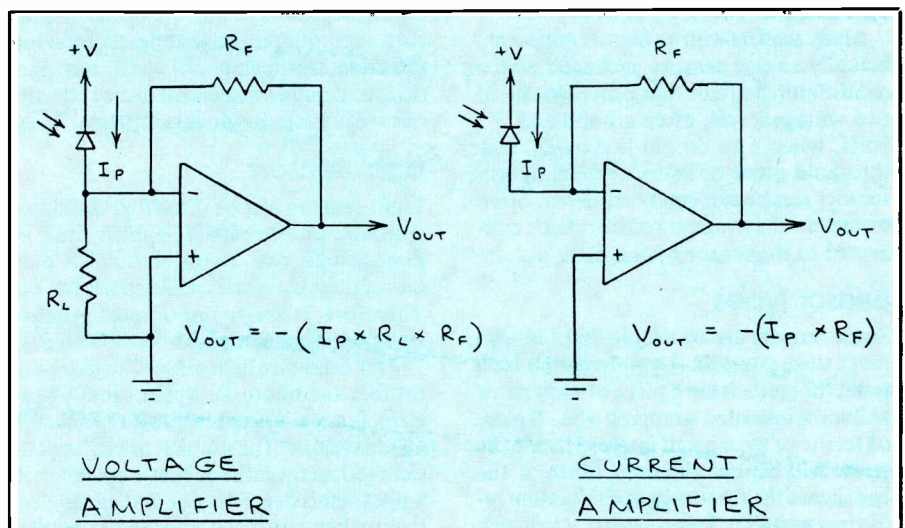 R_F
+V
I_P
−
+
V_OUT
R_L
V_OUT = −(I_P × R_L × R_F)
VOLTAGE
AMPLIFIER
R_F
+V
I_P
−
+
V_OUT
V_OUT = −(I_P × R_F)
CURRENT
AMPLIFIER